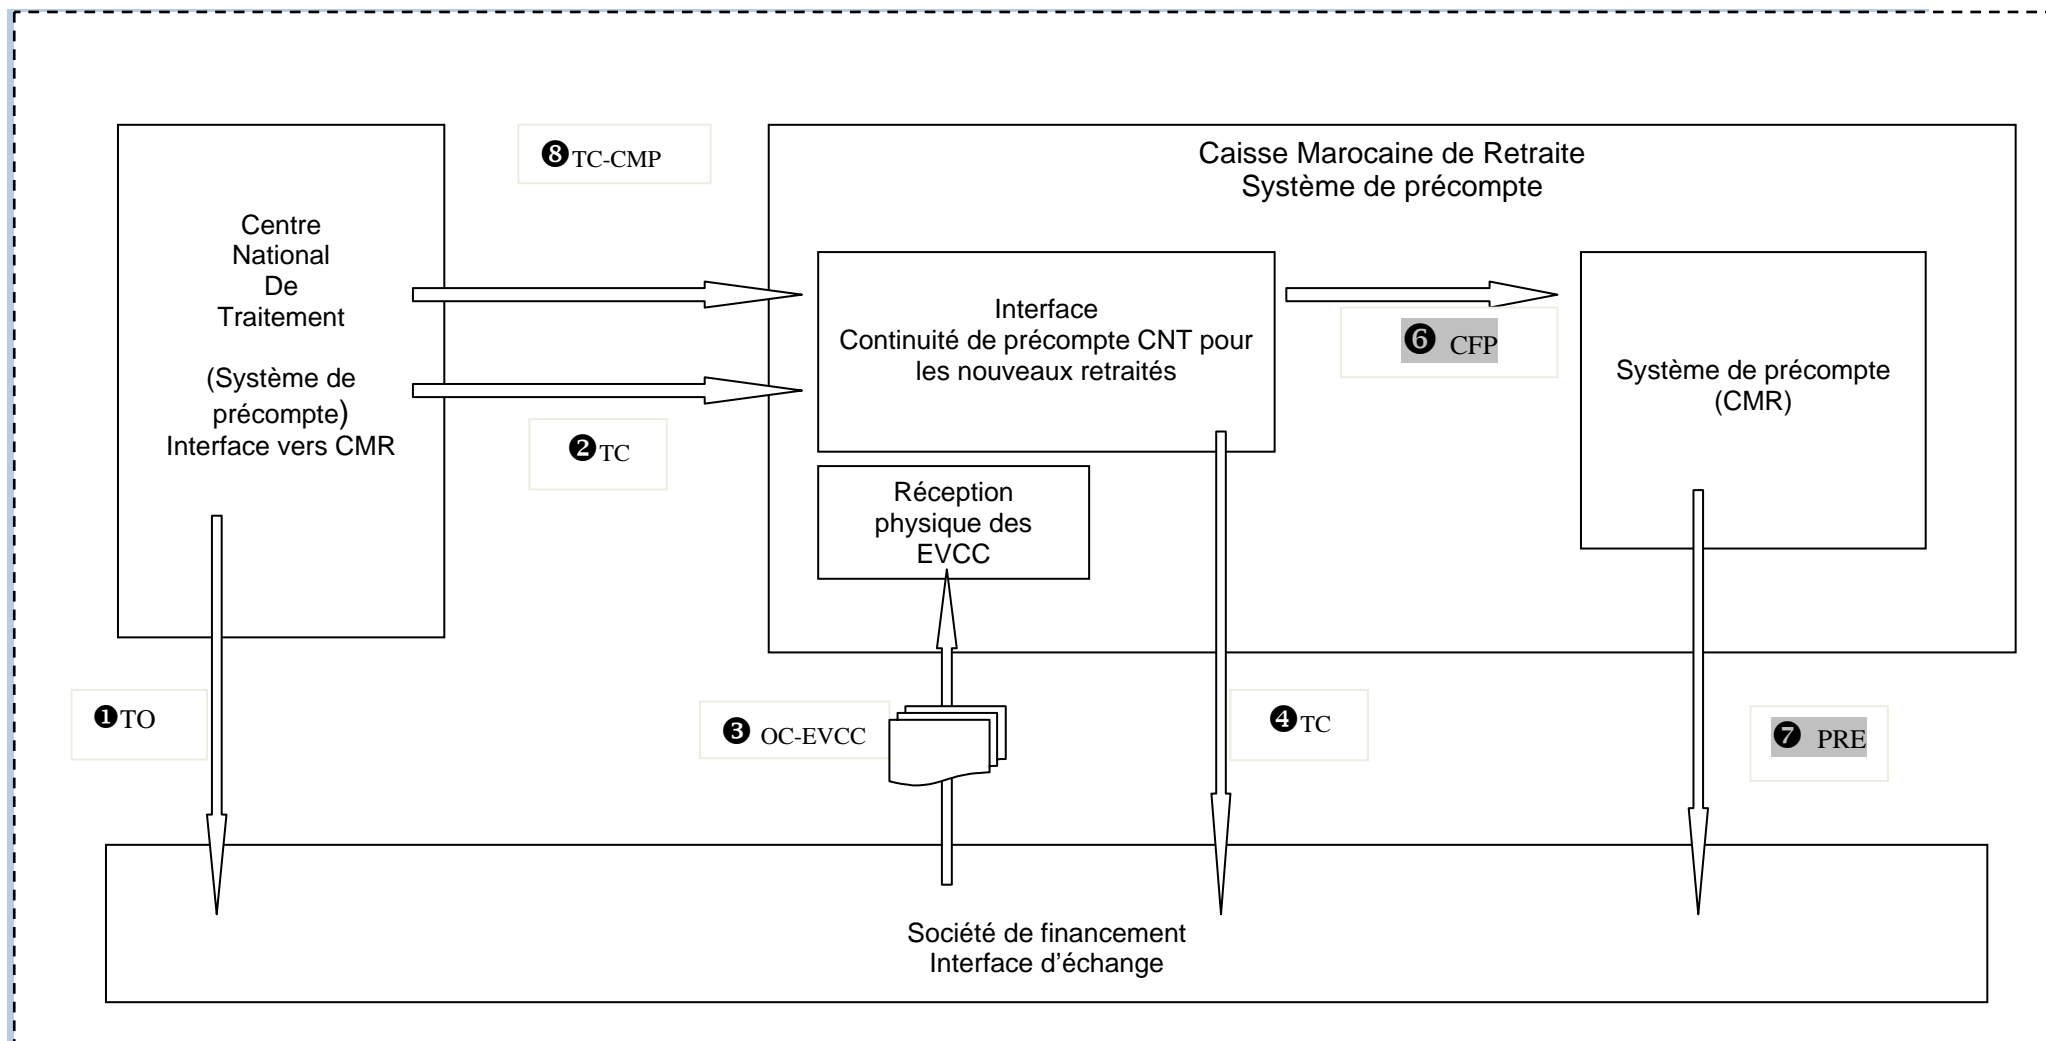 ❽TC-CMP
Caisse Marocaine de Retraite
Système de précompte
Centre
National
De
Traitement
(Système de
précompte)
Interface vers CMR
Interface
Continuité de précompte CNT pour
les nouveaux retraités
❻ CFP
Système de précompte
(CMR)
❷TC
Réception
physique des
EVCC
❶TO
❸ OC-EVCC
❹TC
❼ PRE
Société de financement
Interface d’échange